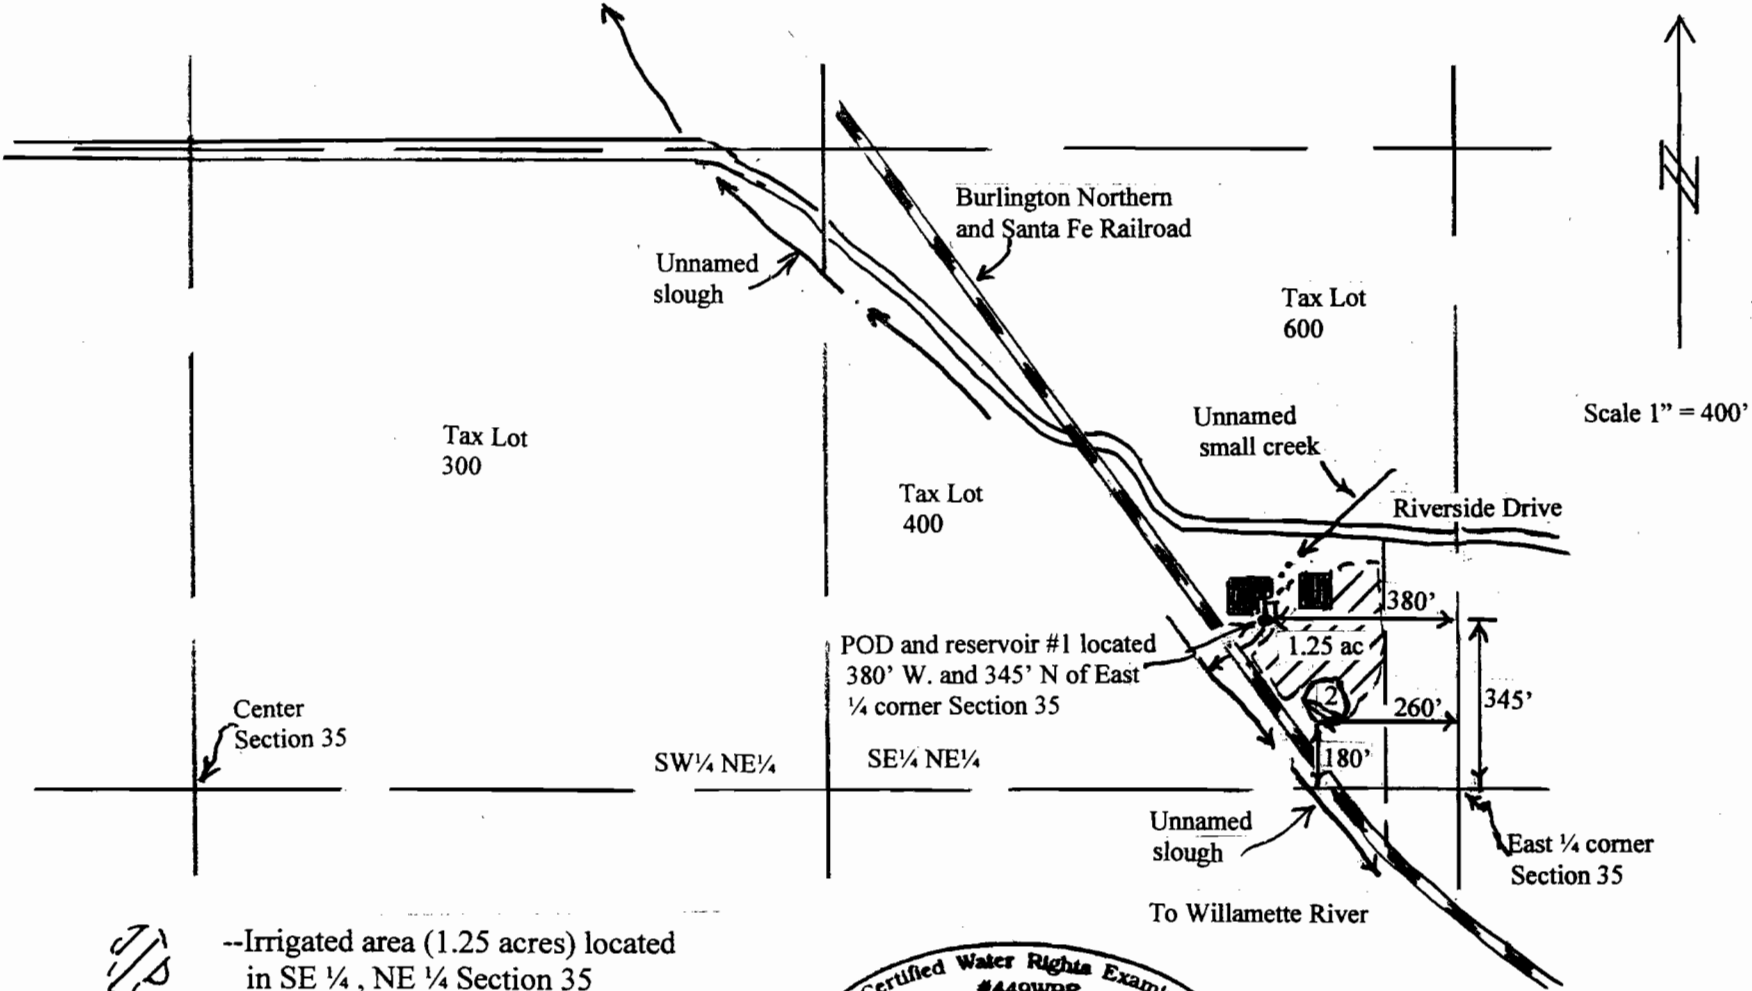 Burlington Northern
and Santa Fe Railroad
Unnamed
slough
Tax Lot
600
N
Scale 1” = 400’
Unnamed
small creek
Tax Lot
300
Tax Lot
400
Riverside Drive
380’
1.25 ac
POD and reservoir #1 located
380’ W. and 345’ N of East
¼ corner Section 35
2
260’
345’
180’
Center
Section 35
SW¼ NE¼
SE¼ NE¼
Unnamed
slough
East ¼ corner
Section 35
To Willamette River
--Irrigated area (1.25 acres) located
in SE ¼ , NE ¼ Section 35
Certified Water Rights Exam
#449WRE